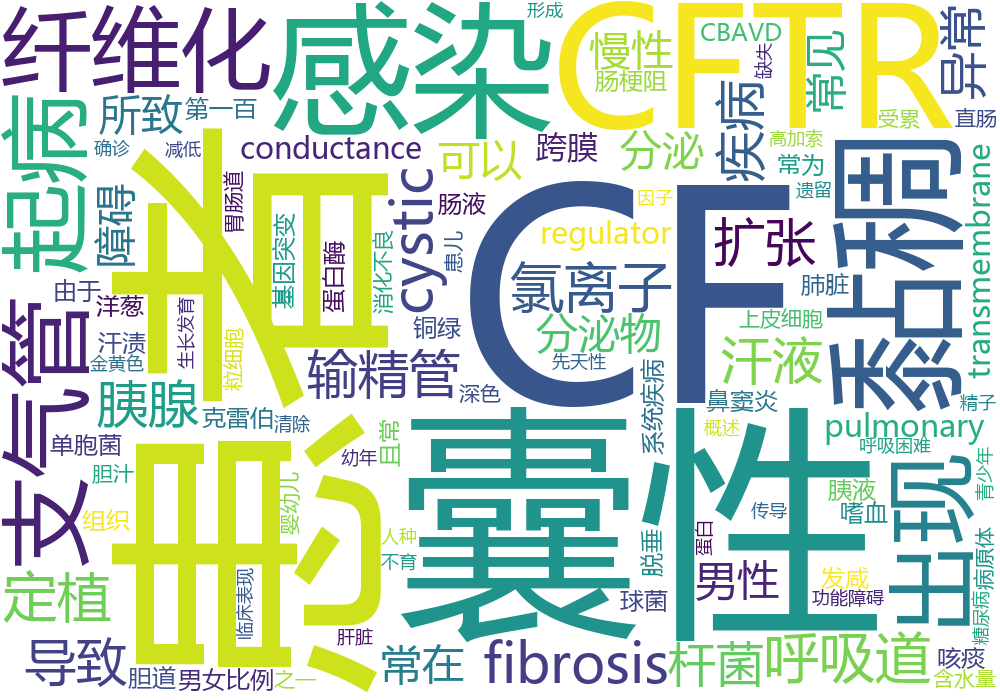 纤维化
感染
形成
CFTR
CBAVD
慢性
肠梗阻
缺失
常见
异常
起病
所致
第一百
确诊
减低
conductance
可以
跨膜
分泌
疾病
受累
直肠
高加索
常为
遗留
黏稠
患者
障碍
胃肠道
基因突变
蛋白酶
消化不良
cystic
患儿
肠液
因子
regulator
CF
氯离子
扩张
肺脏
transmembrane
支气管
由于
洋葱
汗渍
金黄色
生长发育
粒细胞
铜绿
分泌物
上皮细胞
先天性
汗液
输精管
深色
胰腺
克雷伯
清除
系统疾病
鼻窦炎
精子
pulmonary
概述
呼吸困难
单胞菌
胆汁
幼年
且常
囊性
出现
青少年
胰液
嗜血
组织
婴幼儿
人种
不育
传导
蛋白
脱垂
定植
临床表现
男性
发咸
功能障碍
球菌
糖尿病
病原体
导致
肝脏
胆道
男女比例
之一
常在
fibrosis
杆菌
呼吸道
咳痰
含水量